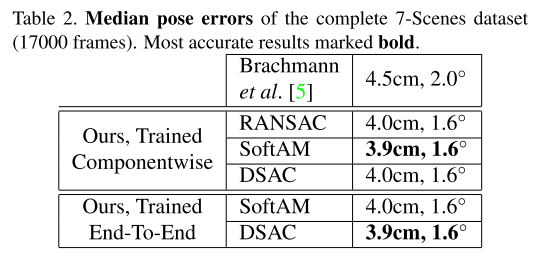 Table 2. Median pose errors of the complete 7-Scenes dataset
(17000 frames). Most accurate results marked bold.
Brachmann
et al. [5]
4.5cm, 2.0°
Ours, Trained
Componentwise
RANSAC
4.0cm, 1.6°
SoftAM
3.9cm, 1.6°
DSAC
4.0cm, 1.6°
Ours, Trained
End-To-End
SoftAM
4.0cm, 1.6°
DSAC
3.9cm, 1.6°